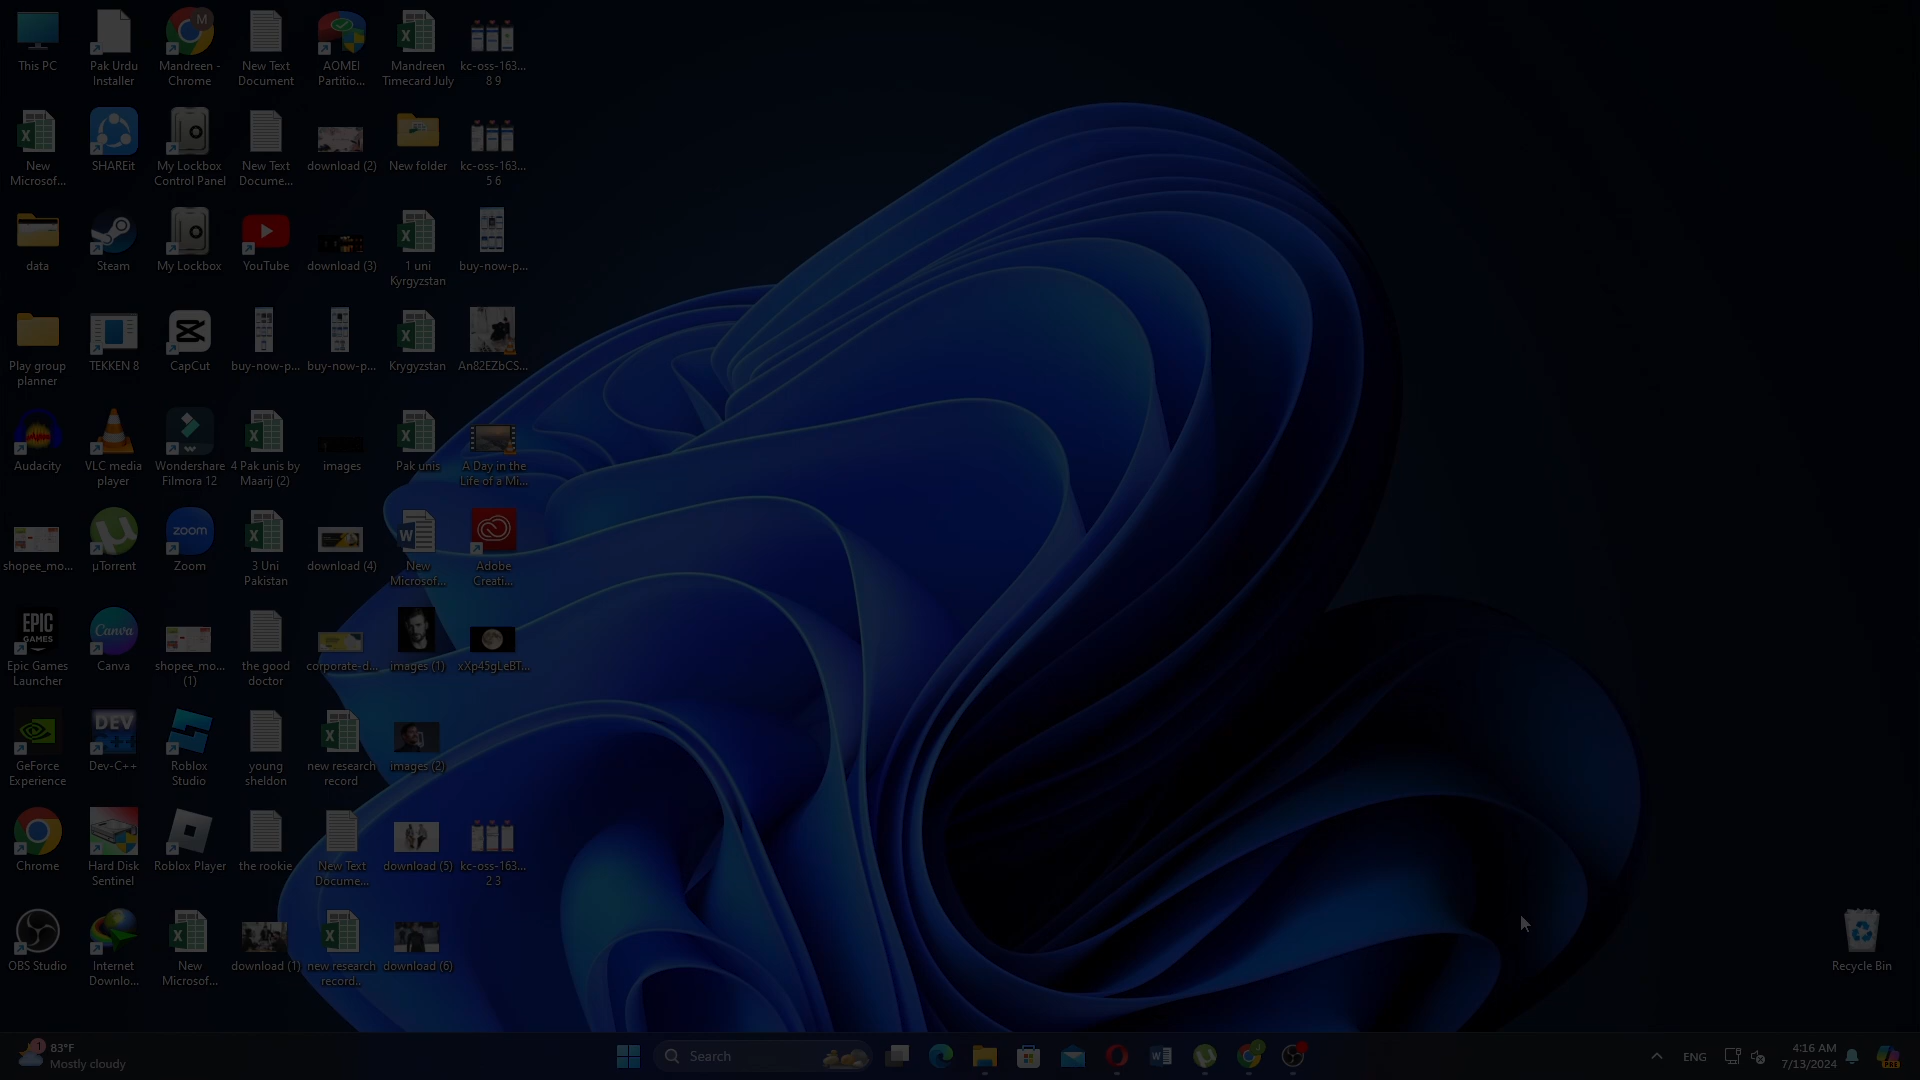 This PC
Pak Urdu
Installer
Mandreen -
Chrome
New Text
Document
AOMEI
Partitio...
Mandreen
Timecard July
kc-oss-163...
8 9
New
Microsof...
SHAREit
My Lockbox
Control Panel
New Text
Docume...
download (2)
New folder
kc-oss-163...
5 6
data
Steam
My Lockbox
YouTube
download (3)
1 uni
Kyrgyzstan
buy-now-p...
Play group
planner
TEKKEN 8
CapCut
buy-now-p...
buy-now-p...
Krygyzstan
An82EZbCS...
Audacity
VLC media
player
Wondershare
Filmora 12
4 Pak unis by
Maarij (2)
images
Pak unis
A Day in the
Life of a Mi...
shopee_mo...
µTorrent
zoom
Zoom
3 Uni
Pakistan
download (4)
New
Microsof...
Adobe
Creati...
EPIC
GAMES
Epic Games
Launcher
Canva
Canva
shopee_mo...
(1)
the good
doctor
corporate-d...
images (1)
xXp45gLeBT...
GeForce
Experience
DEV
Dev-C++
Roblox
Studio
young
sheldon
new research
record
images (2)
Chrome
Hard Disk
Sentinel
Roblox Player
the rookie
New Text
Docume...
download (5)
kc-oss-163...
2 3
OBS Studio
Internet
Downlo...
New
Microsof...
download (1)
new research
record..
download (6)
Recycle Bin
1
83°F
Mostly cloudy
Search
ENG
4:16 AM
7/13/2024
PRE